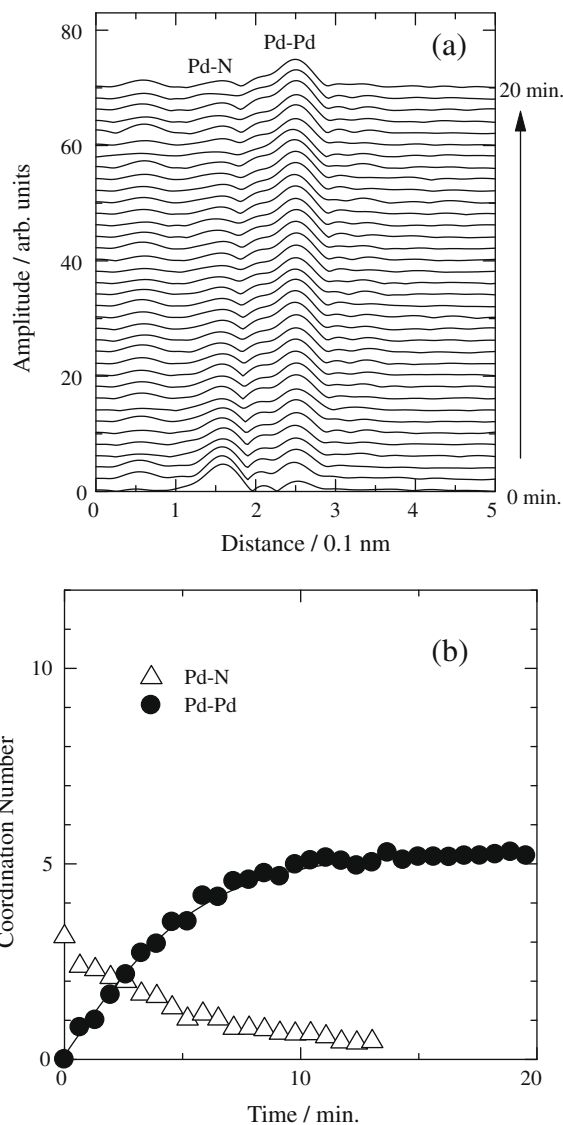 80
(a)
Pd-Pd
Pd-N
20 min.
60
40
20
0
0 min.
0 1 2 3 4 5
Amplitude / arb. units
Distance / 0.1 nm
(b)
Pd-N
Pd-Pd
10
5
0
0 10 20
Coordination Number
Time / min.